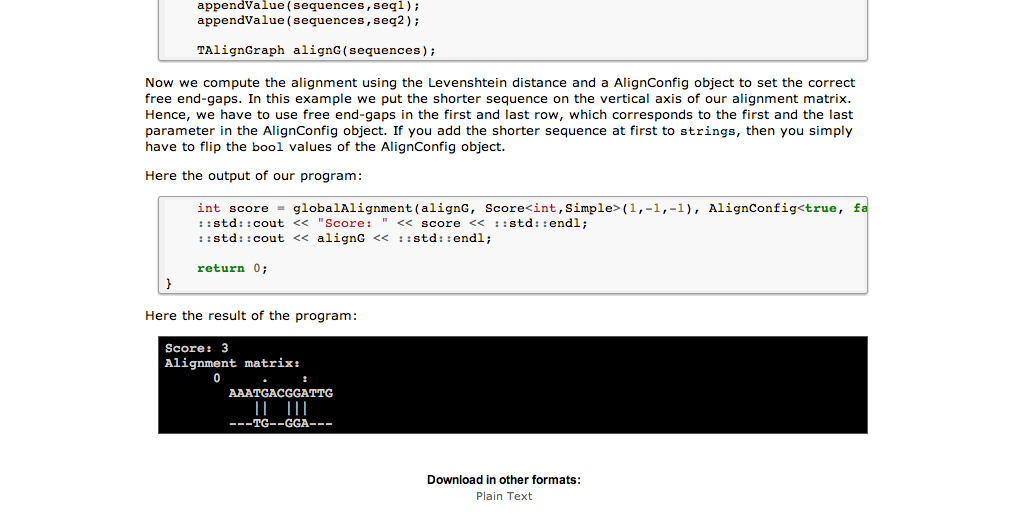 appendValue(sequences,seq1);
appendValue(sequences,seq2);
TAlignGraph alignG(sequences);
Now we compute the alignment using the Levenshtein distance and a AlignConfig object to set the correct
free end-gaps. In this example we put the shorter sequence on the vertical axis of our alignment matrix.
Hence, we have to use free end-gaps in the first and last row, which corresponds to the first and the last
parameter in the AlignConfig object. If you add the shorter sequence at first to strings, then you simply
have to flip the bool values of the AlignConfig object.
Here the output of our program:
int score = globalAlignment(alignG, Score<int,Simple>(1,-1,-1), AlignConfig<true, fa
::std::cout << "Score: " << score << ::std::endl;
::std::cout << alignG << ::std::endl;
return 0;
}
Here the result of the program:
Score: 3
Alignment matrix:
0 . :
AAATGACGGATTG
|| |||
---TG--GGA---
Download in other formats:
Plain Text